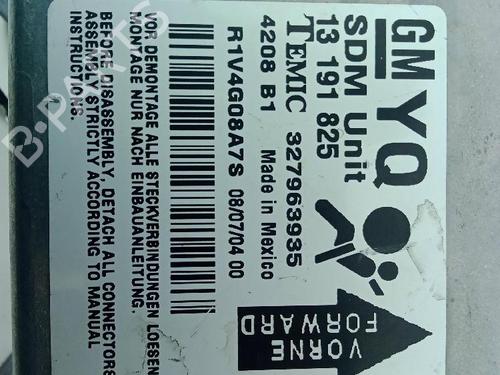 GM YQ
SDM Unit
13 191 825
TEMIC 327963935
4208 B1 Made in Mexico
R1V4G08A7S 08/07/04 00
VOR DEMONTAGE ALLE STECKVERBINDUNGEN LOESEN
MONTAGE NUR NACH EINBAUANLEITUNG.
BEFORE DISASSEMBLY, DETACH ALL CONNECTORS
ASSEMBLY STRICTLY ACCORDING TO MANUAL
INSTRUCTIONS.
VORNE
FORWARD
B-PARTS